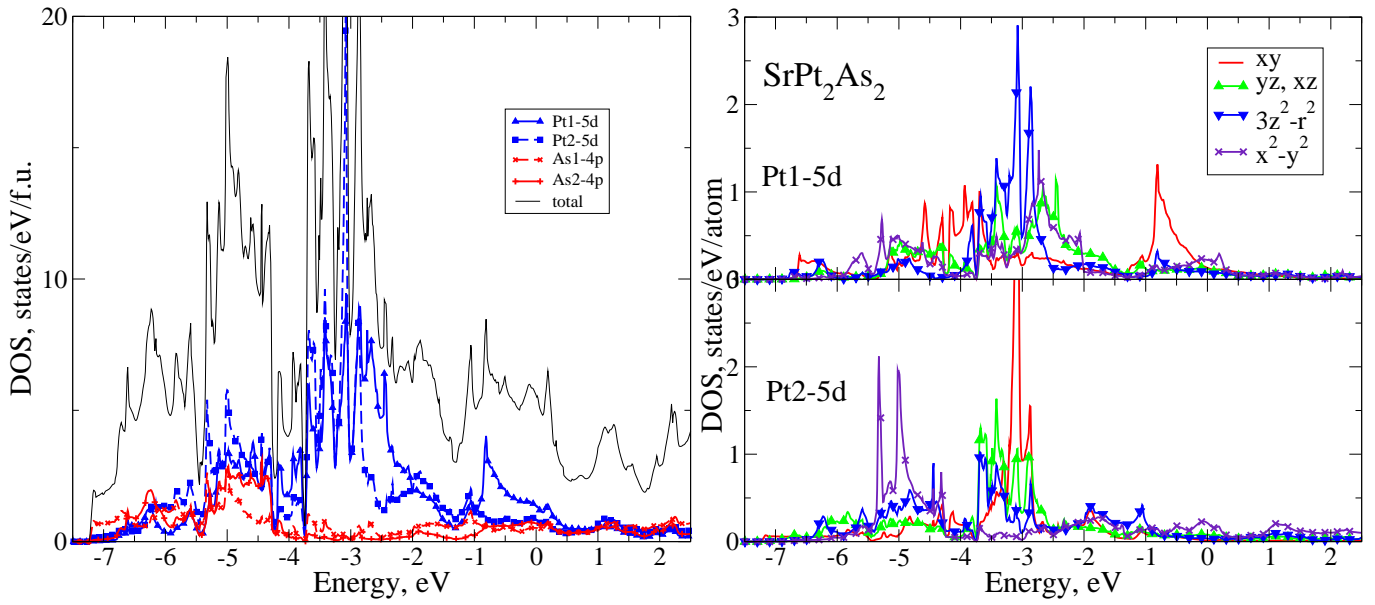 20
10
0
DOS, states/eV/f.u.
Pt1-5d
Pt2-5d
As1-4p
As2-4p
total
-7 -6 -5 -4 -3 -2 -1 0 1 2
Energy, eV
3
2
1
0
2
1
0
DOS, states/eV/atom
SrPt₂As₂
xy
yz, xz
3z²-r²
x²-y²
Pt1-5d
Pt2-5d
-7 -6 -5 -4 -3 -2 -1 0 1 2
Energy, eV